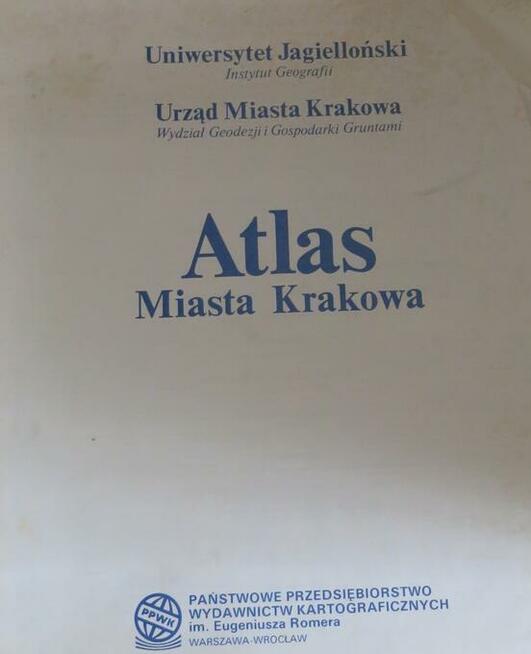 Uniwersytet Jagielloński
Instytut Geografii
Urząd Miasta Krakowa
Wydział Geodezji i Gospodarki Gruntami
Atlas
Miasta Krakowa
PPWK
PAŃSTWOWE PRZEDSIĘBIORSTWO
WYDAWNICTW KARTOGRAFICZNYCH
im. Eugeniusza Romera
WARSZAWA-WROCŁAW